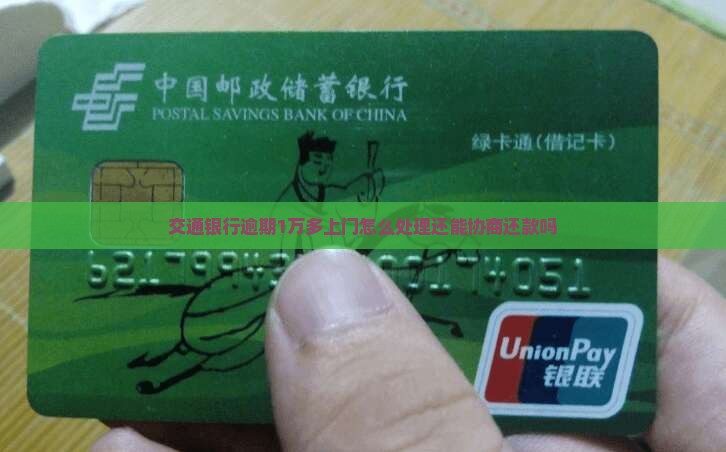 中国邮政储蓄银行
POSTAL SAVINGS BANK OF CHINA
绿卡通(借记卡)
交通银行逾期1万多上门怎么处理还能协商还款吗
UnionPay
银联